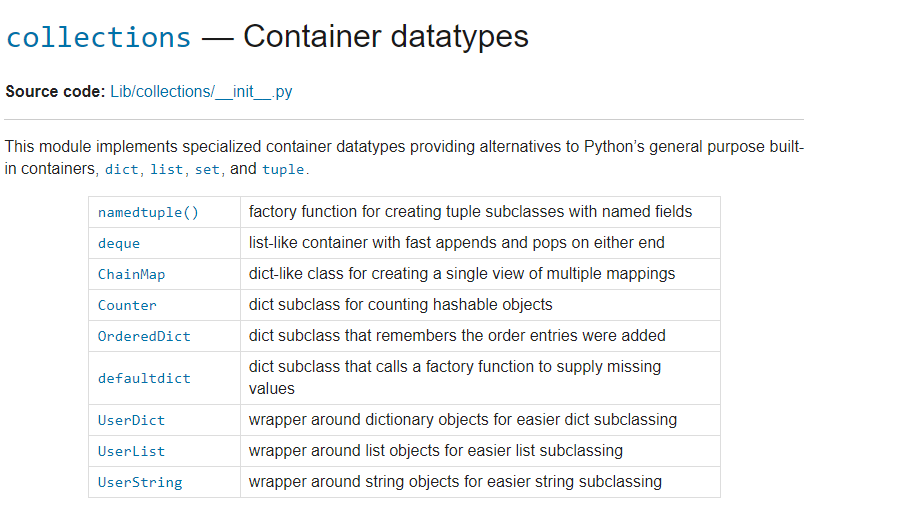 collections — Container datatypes
Source code: Lib/collections/__init__.py
This module implements specialized container datatypes providing alternatives to Python’s general purpose built-
in containers, dict, list, set, and tuple.
namedtuple() factory function for creating tuple subclasses with named fields
deque list-like container with fast appends and pops on either end
ChainMap dict-like class for creating a single view of multiple mappings
Counter dict subclass for counting hashable objects
OrderedDict dict subclass that remembers the order entries were added
defaultdict dict subclass that calls a factory function to supply missing
values
UserDict wrapper around dictionary objects for easier dict subclassing
UserList wrapper around list objects for easier list subclassing
UserString wrapper around string objects for easier string subclassing